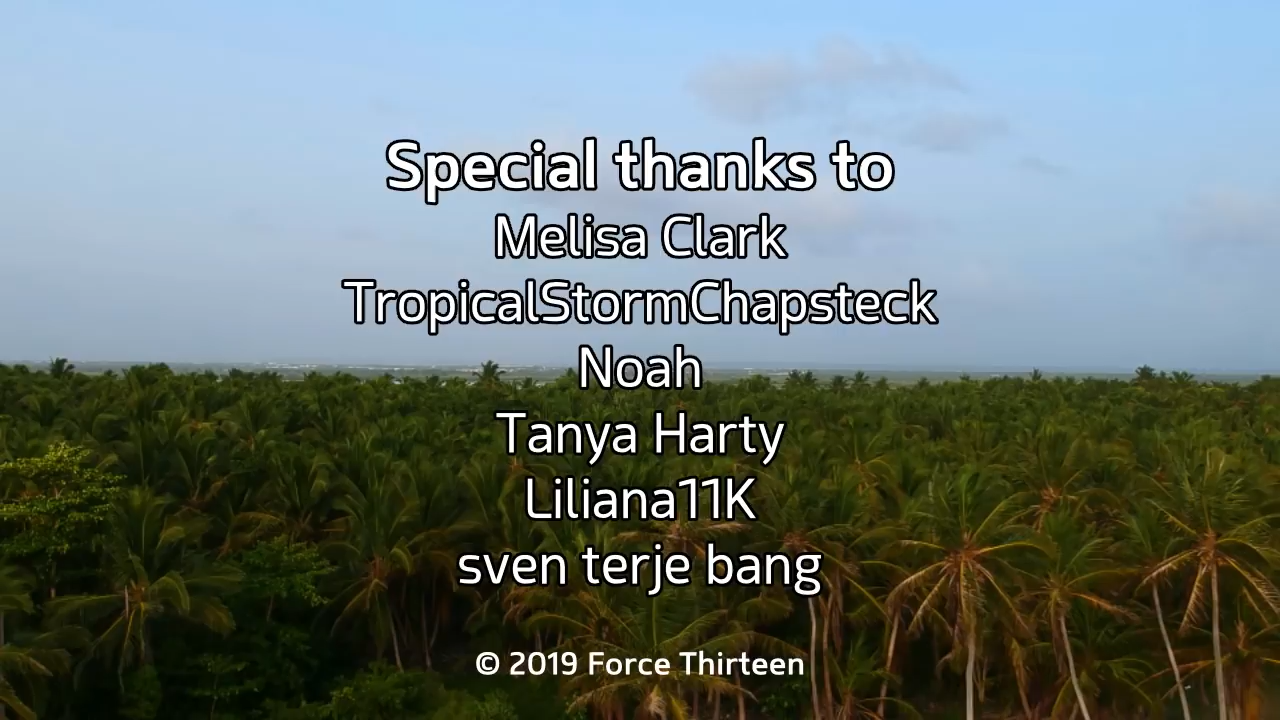 Special thanks to
Melisa Clark
TropicalStormChapsteck
Noah
Tanya Harty
Liliana11K
sven terje bang
© 2019 Force Thirteen